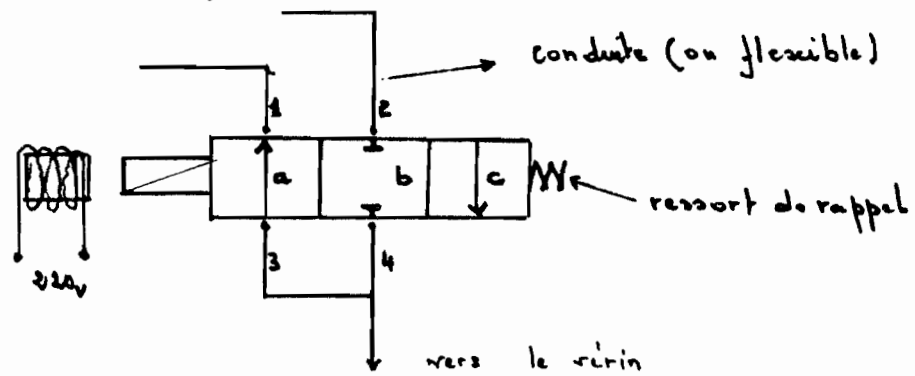 conduite (ou flexible)
1 2
a b c
ressort de rappel
3 4
220v
vers le vérin